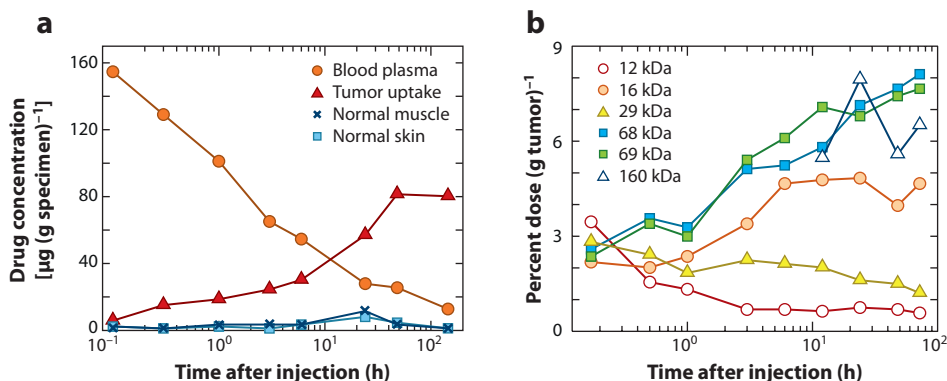 a
160
120
80
40
0
Drug concentration
[µg (g specimen)⁻¹]
Blood plasma
Tumor uptake
Normal muscle
Normal skin
10⁻¹
10⁰
10¹
10²
Time after injection (h)
b
9
6
3
0
Percent dose (g tumor)⁻¹
12 kDa
16 kDa
29 kDa
68 kDa
69 kDa
160 kDa
10⁰
10¹
10²
Time after injection (h)